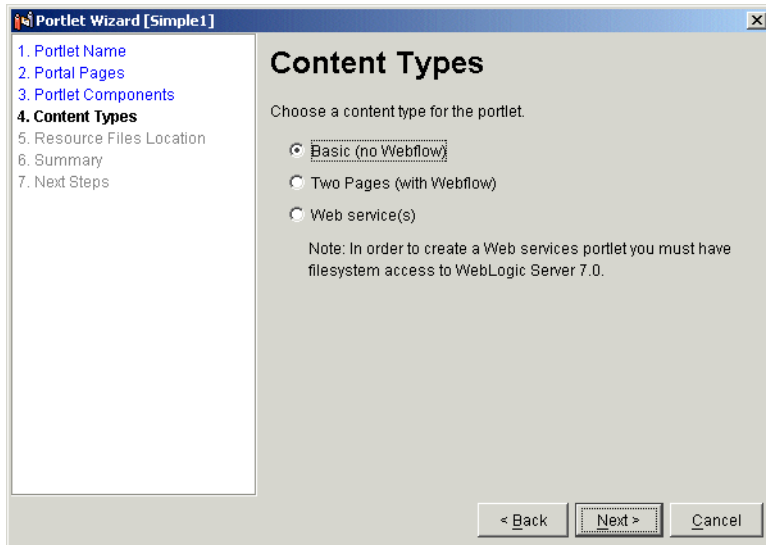 Portlet Wizard [Simple1]
1. Portlet Name
2. Portal Pages
3. Portlet Components
4. Content Types
5. Resource Files Location
6. Summary
7. Next Steps
Content Types
Choose a content type for the portlet.
Basic (no Webflow)
Two Pages (with Webflow)
Web service(s)
Note: In order to create a Web services portlet you must have
filesystem access to WebLogic Server 7.0.
< Back
Next >
Cancel